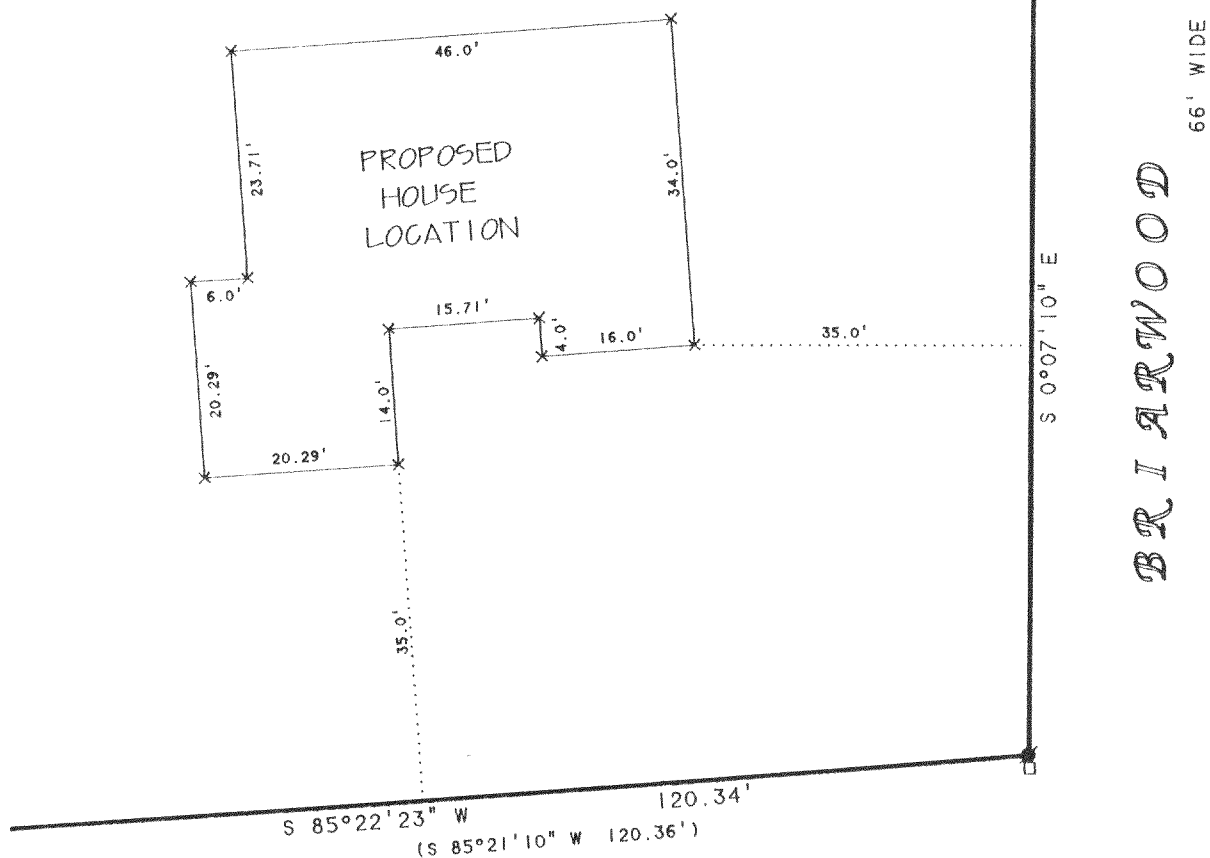 66' WIDE
46.0'
PROPOSED
HOUSE
LOCATION
23.71'
34.0'
BRIARWOOD
6.0'
15.71'
4.0'
16.0'
35.0'
S 0°07'10" E
20.29'
14.0'
20.29'
35.0'
120.34'
S 85°22'23" W
(S 85°21'10" W 120.36')